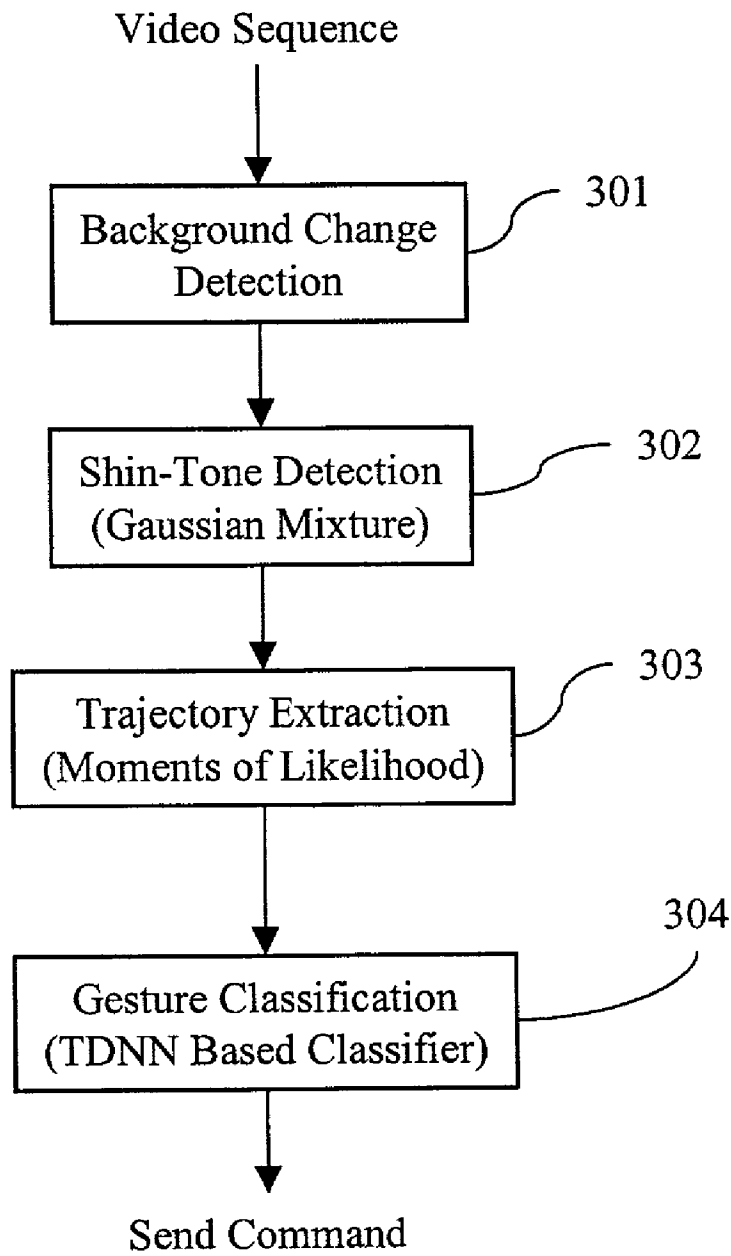 Video Sequence
301
Background Change
Detection
302
Shin-Tone Detection
(Gaussian Mixture)
303
Trajectory Extraction
(Moments of Likelihood)
304
Gesture Classification
(TDNN Based Classifier)
Send Command